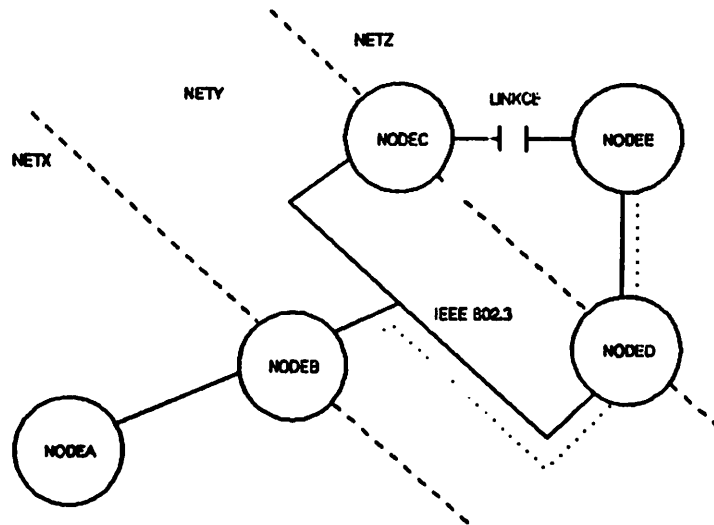 NETZ
NETY
LINKCE
NODEC
NODEE
NETX
IEEE 802.3
NODED
NODEB
NODEA